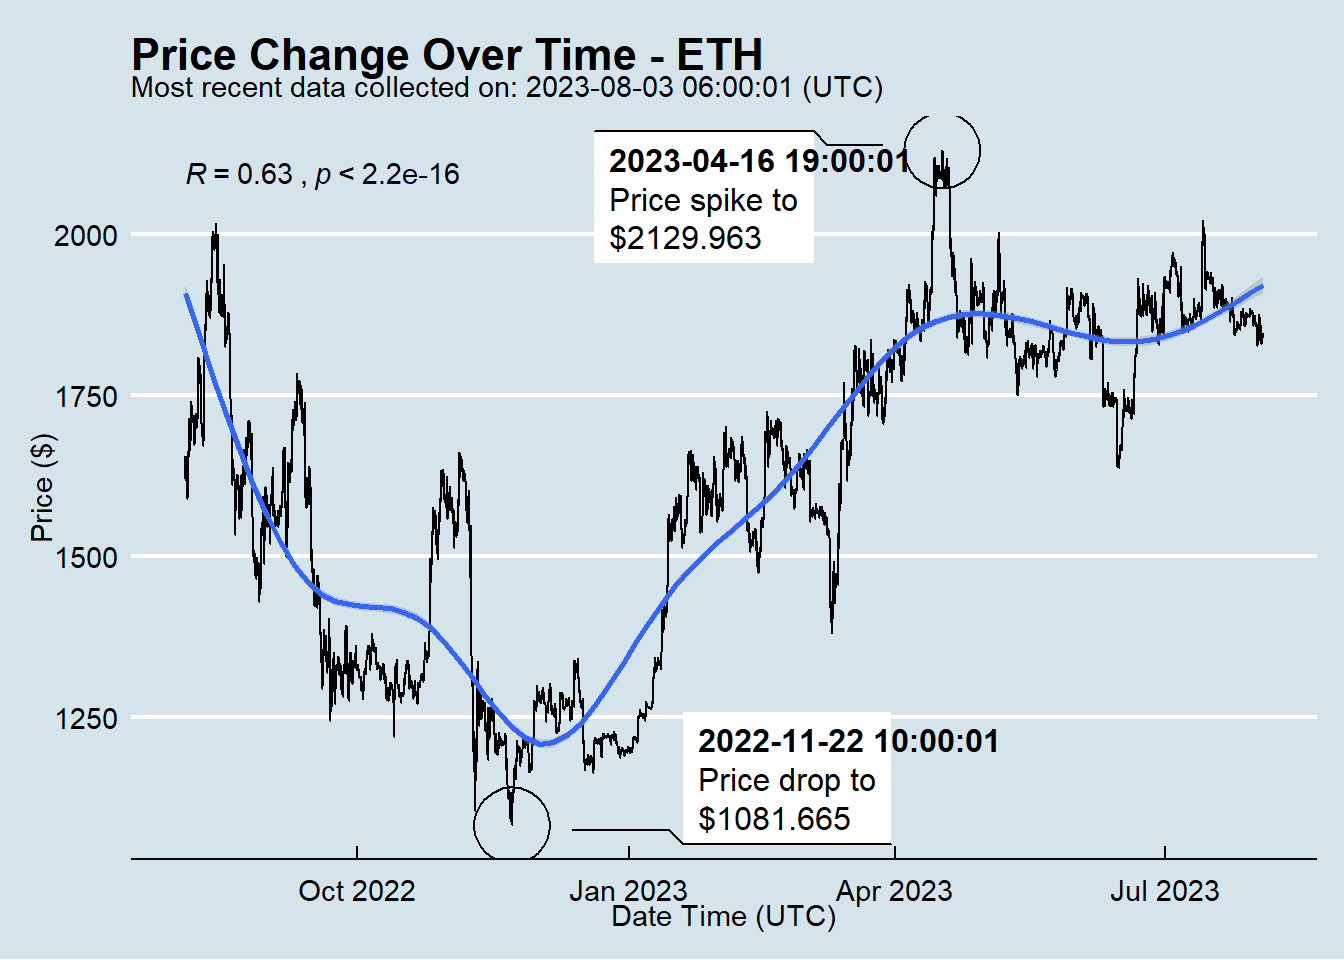 Price Change Over Time - ETH
Most recent data collected on: 2023-08-03 06:00:01 (UTC)
R = 0.63 , p < 2.2e-16
2023-04-16 19:00:01
Price spike to
$2129.963
2000
1750
1500
1250
Price ($)
2022-11-22 10:00:01
Price drop to
$1081.665
Oct 2022
Jan 2023
Apr 2023
Jul 2023
Date Time (UTC)